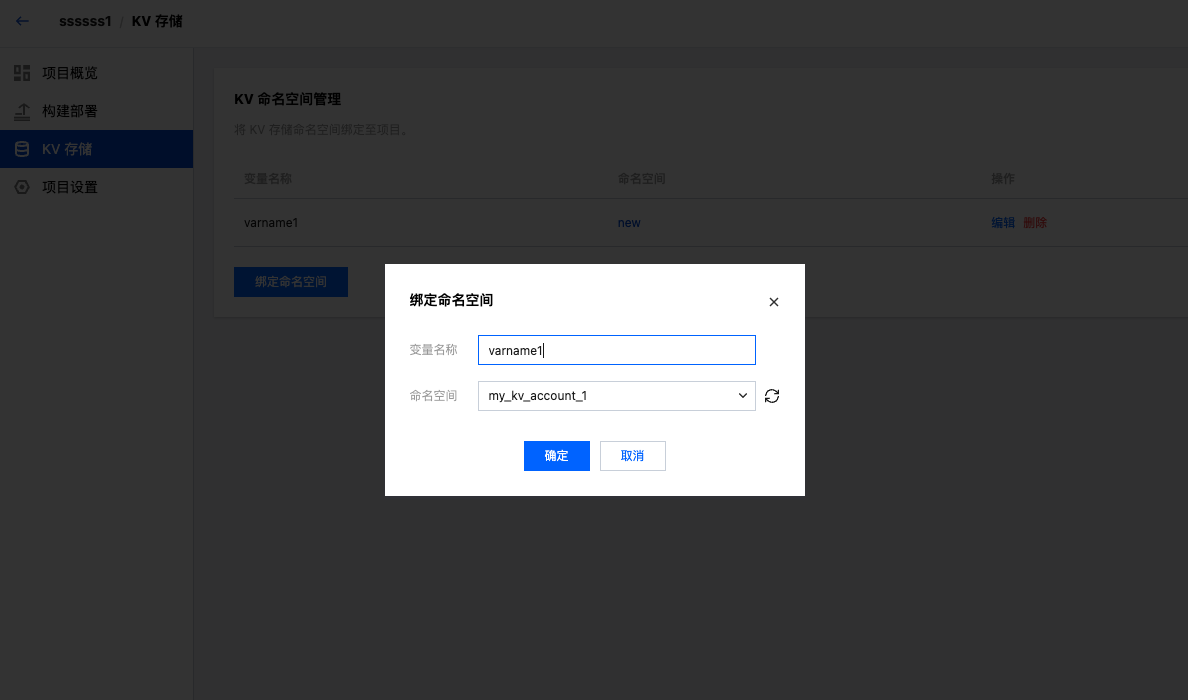 ssssss1 / KV 存储
项目概览
构建部署
KV 存储
项目设置
KV 命名空间管理
将 KV 存储命名空间绑定至项目。
变量名称 命名空间 操作
varname1 new 编辑 删除
绑定命名空间
绑定命名空间
变量名称 varname1
命名空间 my_kv_account_1
确定 取消